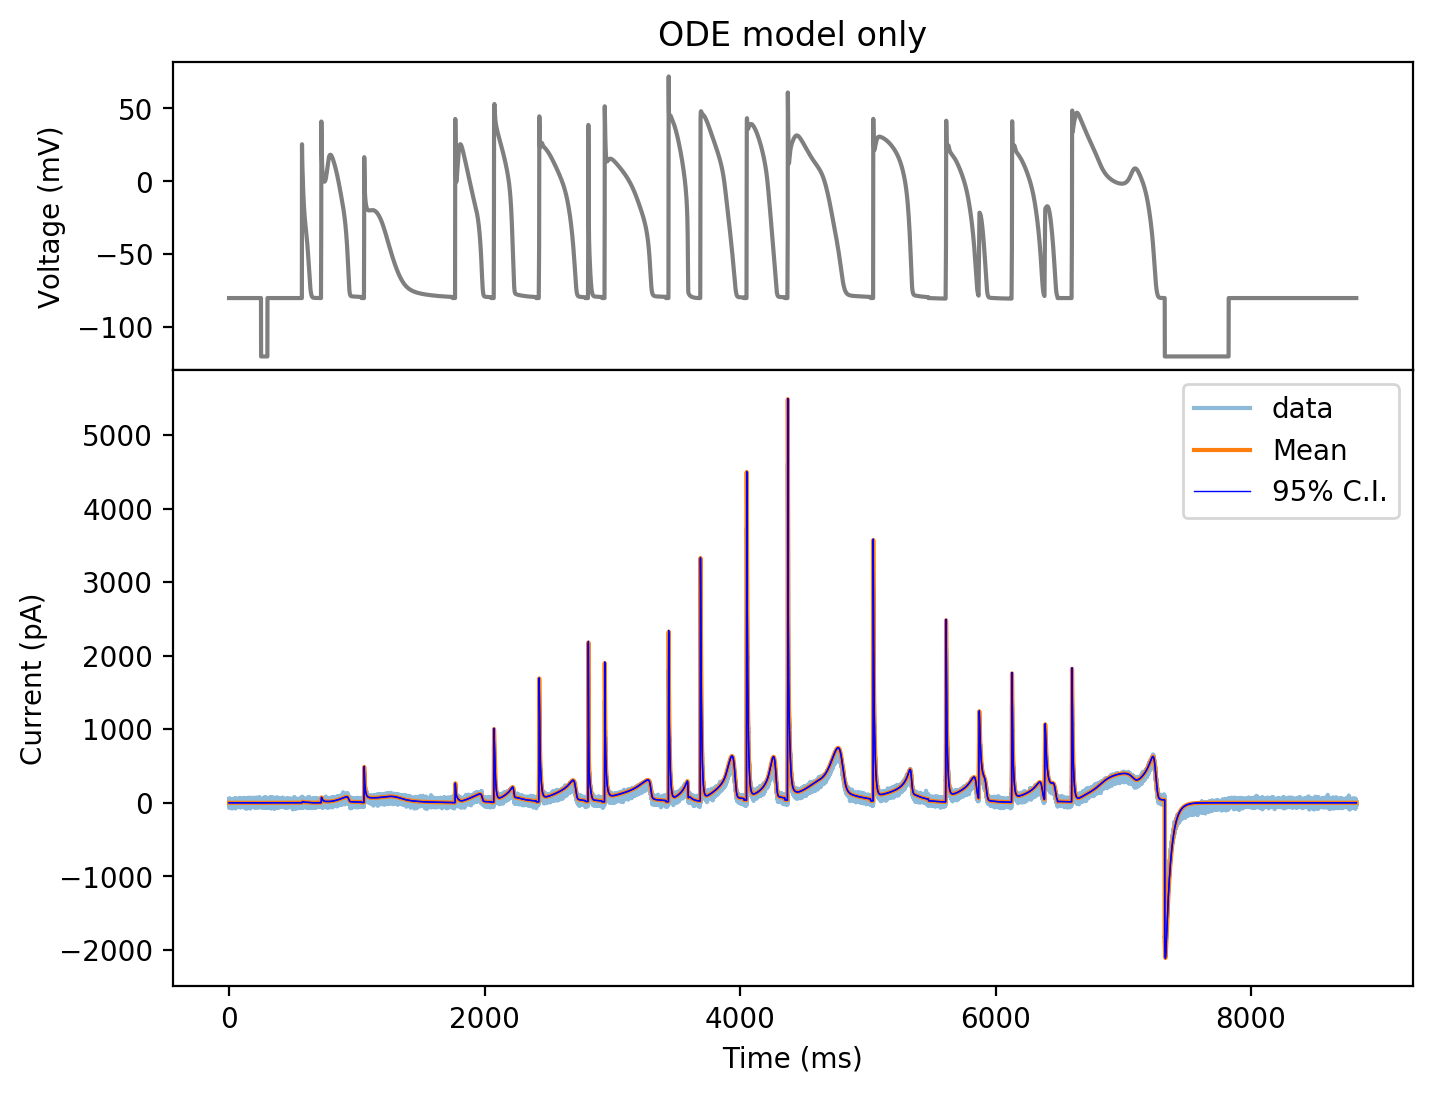 ODE model only
50
0
−50
−100
Voltage (mV)
data
Mean
95% C.I.
5000
4000
3000
2000
1000
0
−1000
−2000
Current (pA)
0 2000 4000 6000 8000
Time (ms)